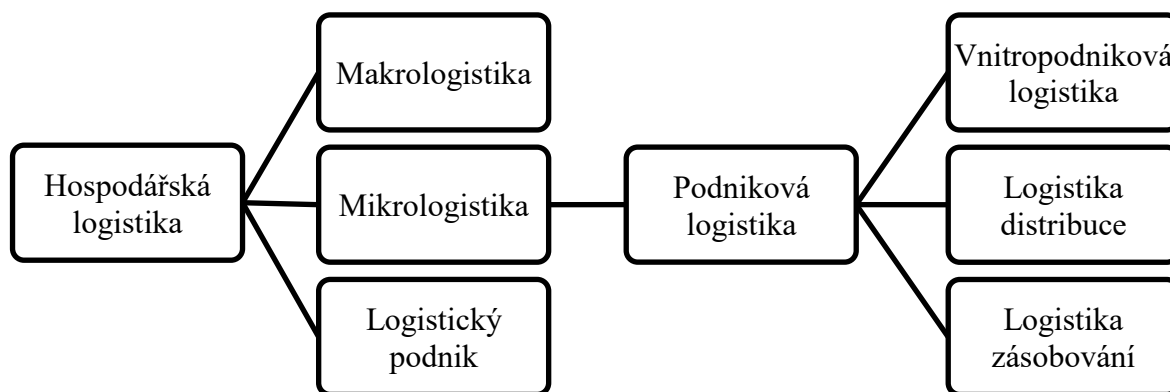 Hospodářská
logistika
Makrologistika
Mikrologistika
Logistický
podnik
Podniková
logistika
Vnitropodniková
logistika
Logistika
distribuce
Logistika
zásobování